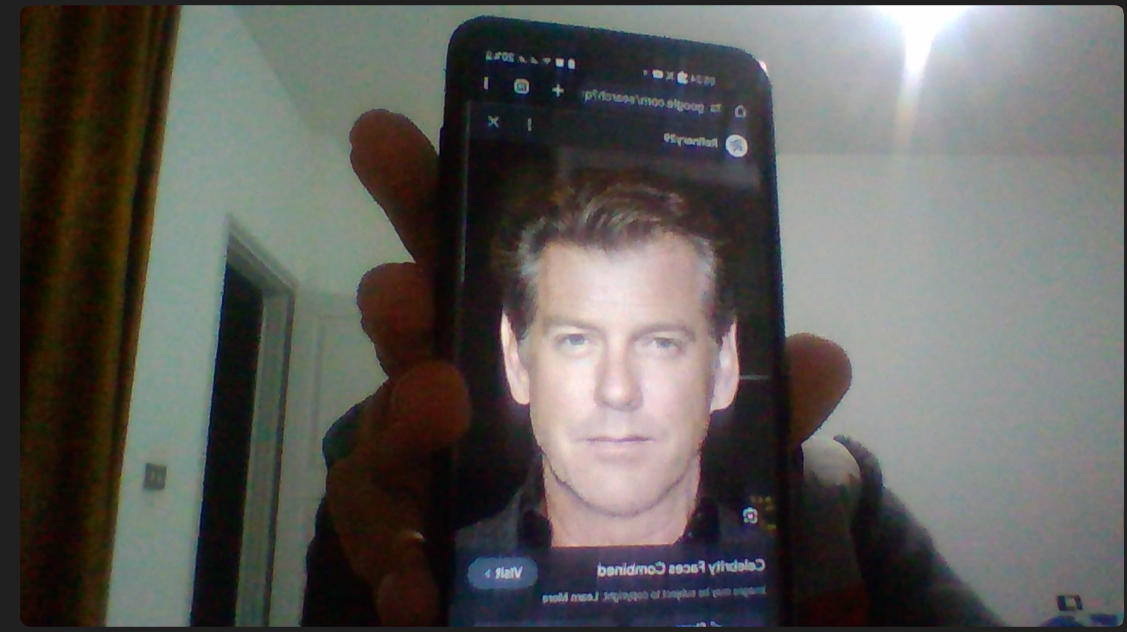 google.com/search?q
Refinery29
Celebrity Faces Combined
Visit >
Images may be subject to copyright. Learn More